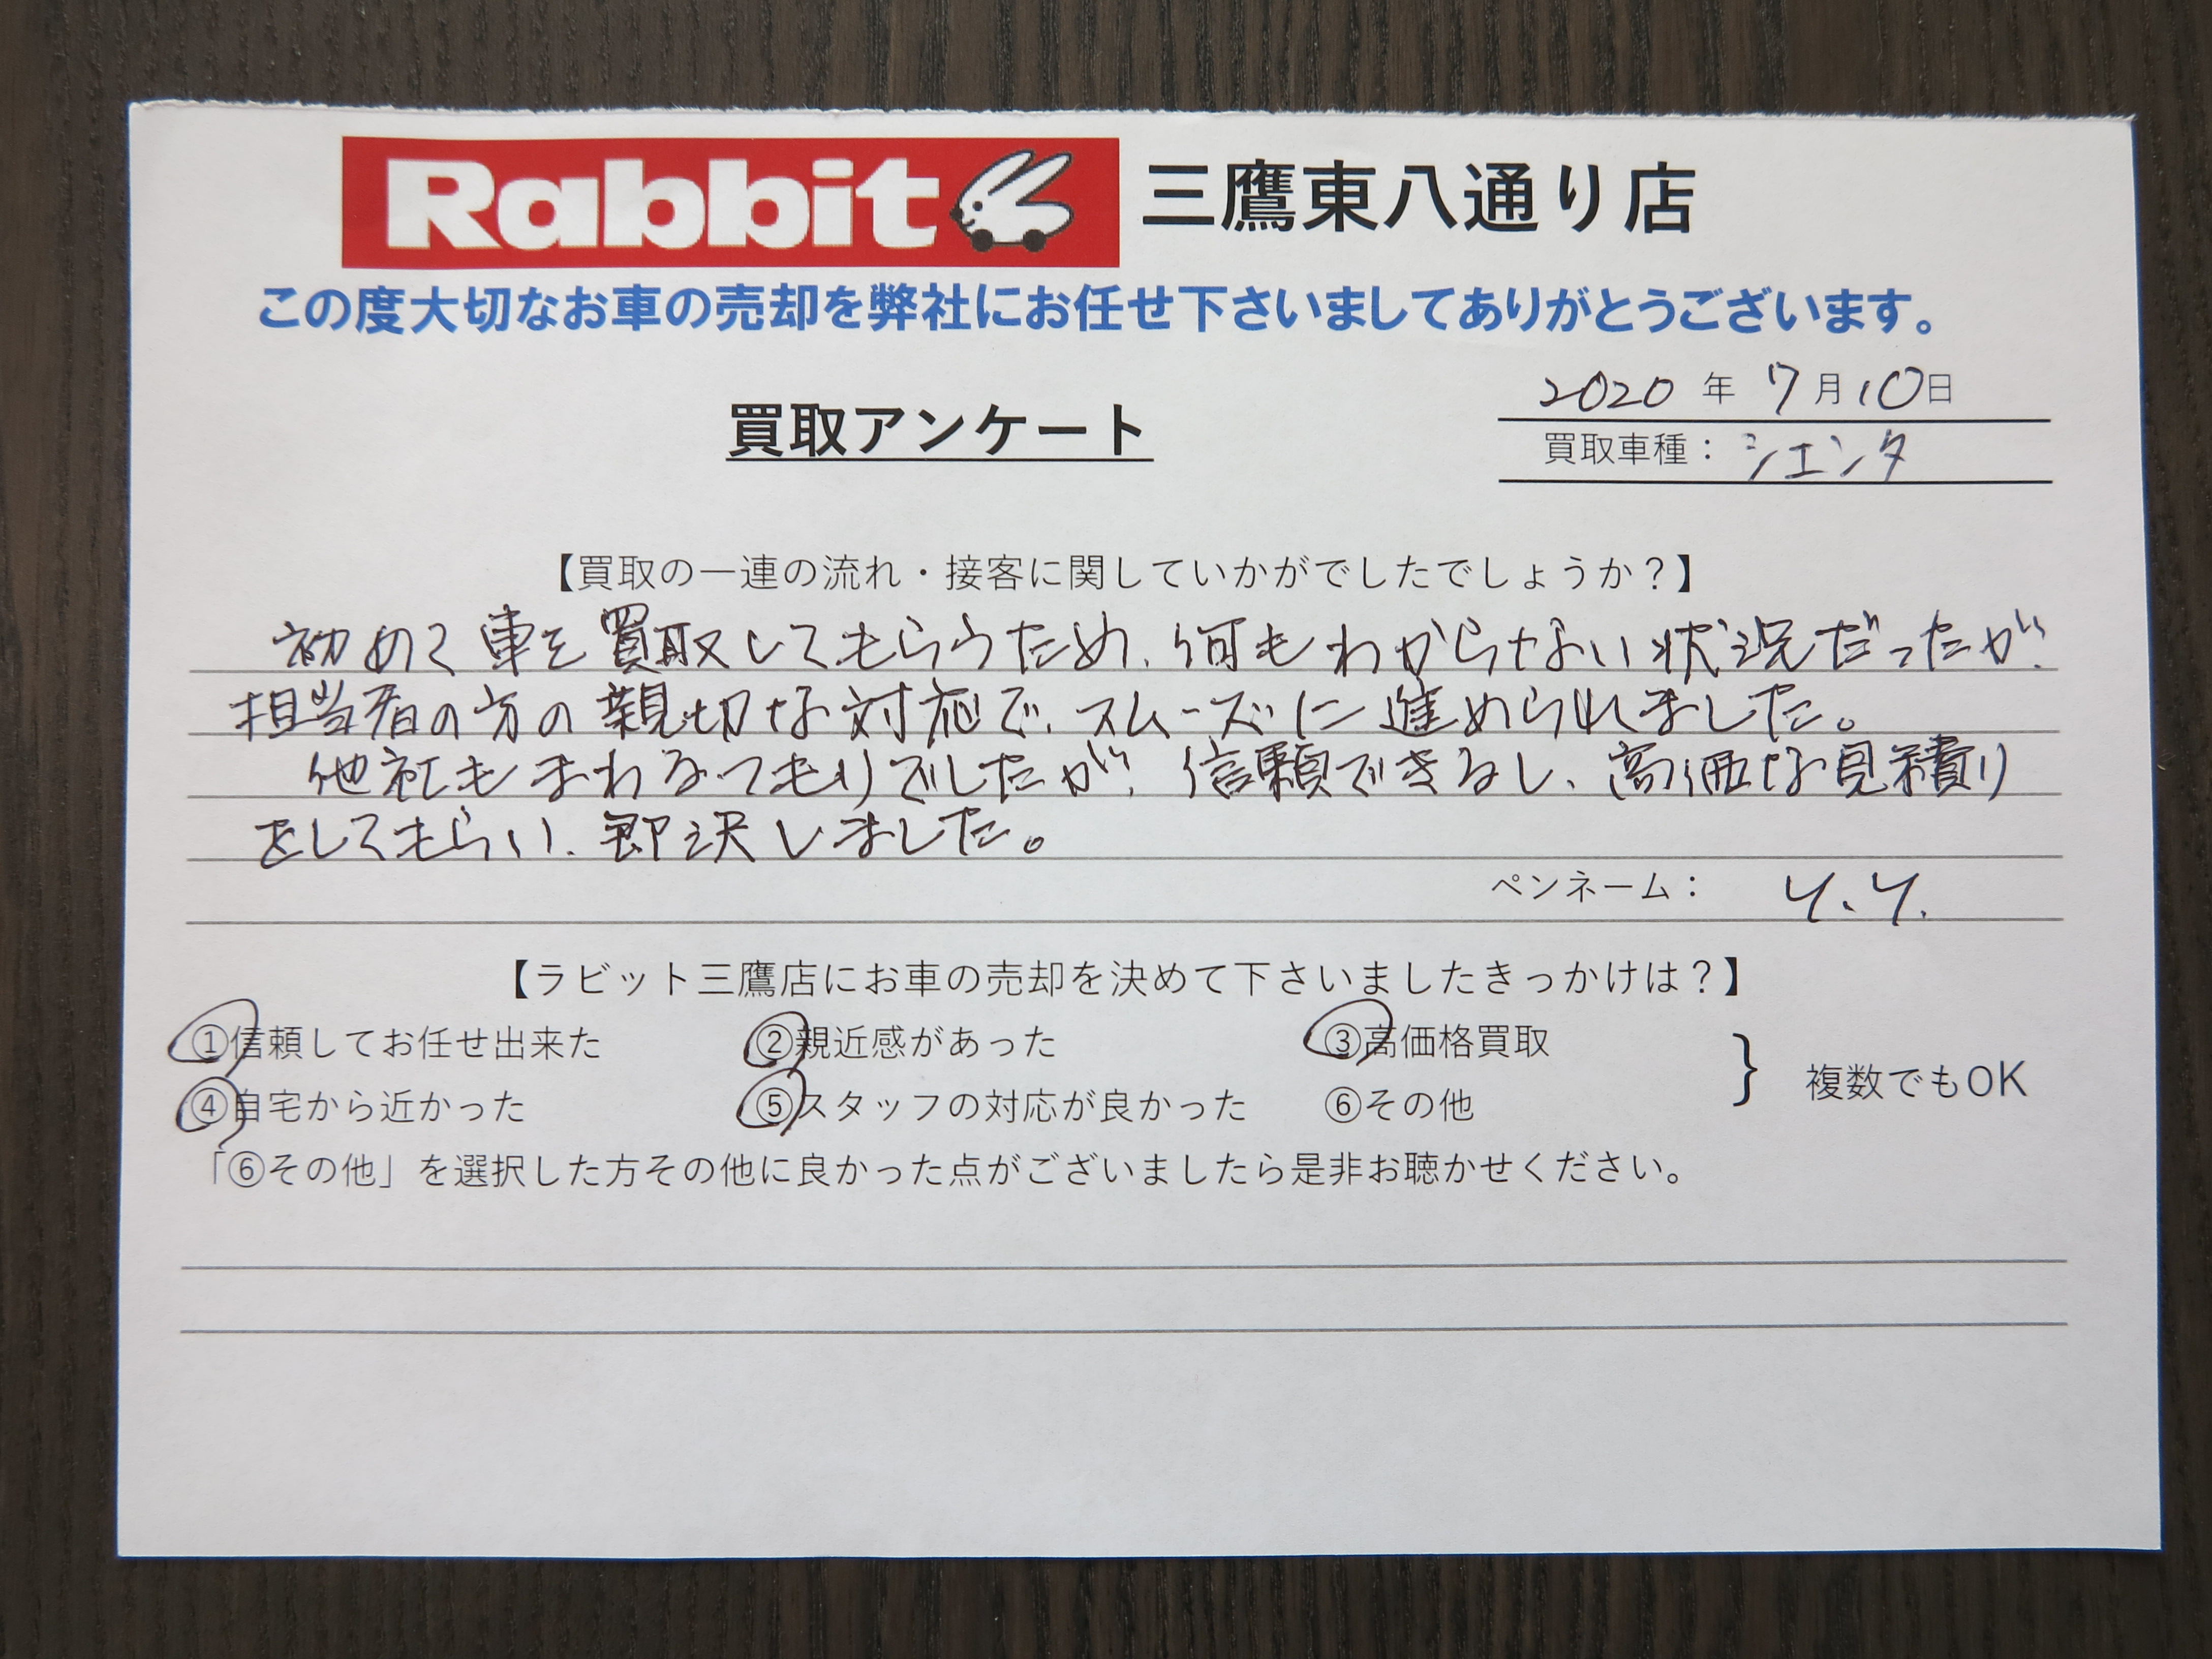 Rabbit 三鷹東八通り店
この度大切なお車の売却を弊社にお任せ下さいましてありがとうございます。
2020年7月10日
買取アンケート
買取車種：シエンタ
【買取の一連の流れ・接客に関していかがでしたでしょうか？】
初めて車を買取してもらうため、何もわからない状況だったが、
担当者の方の親切な対応で、スムーズに進められました。
他社もまわるつもりでしたが、信頼できるし、高価な見積り
をしてもらい、即決しました。
ペンネーム： Y.Y.
【ラビット三鷹店にお車の売却を決めて下さいましたきっかけは？】
①信頼してお任せ出来た ②親近感があった ③高価格買取
複数でもOK
④自宅から近かった ⑤スタッフの対応が良かった ⑥その他
「⑥その他」を選択した方その他に良かった点がございましたら是非お聴かせください。